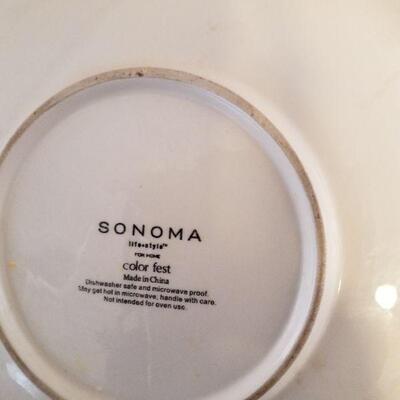 SONOMA
life+style™
FOR HOME
color fest
Made in China
Dishwasher safe and microwave proof.
May get hot in microwave, handle with care.
Not intended for oven use.